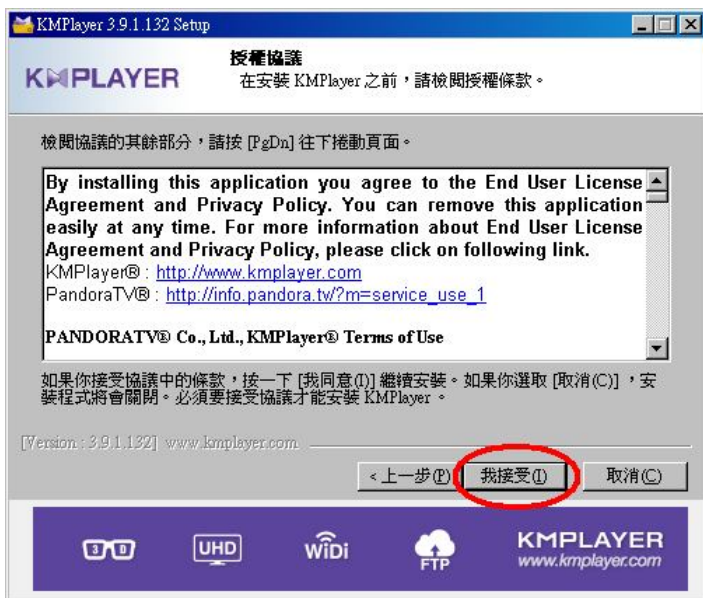 KMPlayer 3.9.1.132 Setup
KMPLAYER
授權協議
在安裝 KMPlayer 之前，請檢閱授權條款。
檢閱協議的其餘部分，請按 [PgDn] 往下捲動頁面。
By installing this application you agree to the End User License
Agreement and Privacy Policy. You can remove this application
easily at any time. For more information about End User License
Agreement and Privacy Policy, please click on following link.
KMPlayer® : http://www.kmplayer.com
PandoraTV® : http://info.pandora.tv/?m=service_use_1
PANDORATV® Co., Ltd., KMPlayer® Terms of Use
如果你接受協議中的條款，按一下 [我同意(I)] 繼續安裝。如果你選取 [取消(C)] ，安
裝程式將會關閉。必須要接受協議才能安裝 KMPlayer 。
[Version : 3.9.1.132] www.kmplayer.com
<上一步(P) 我接受(I) 取消(C)
3 D UHD WiDi FTP KMPLAYER
www.kmplayer.com